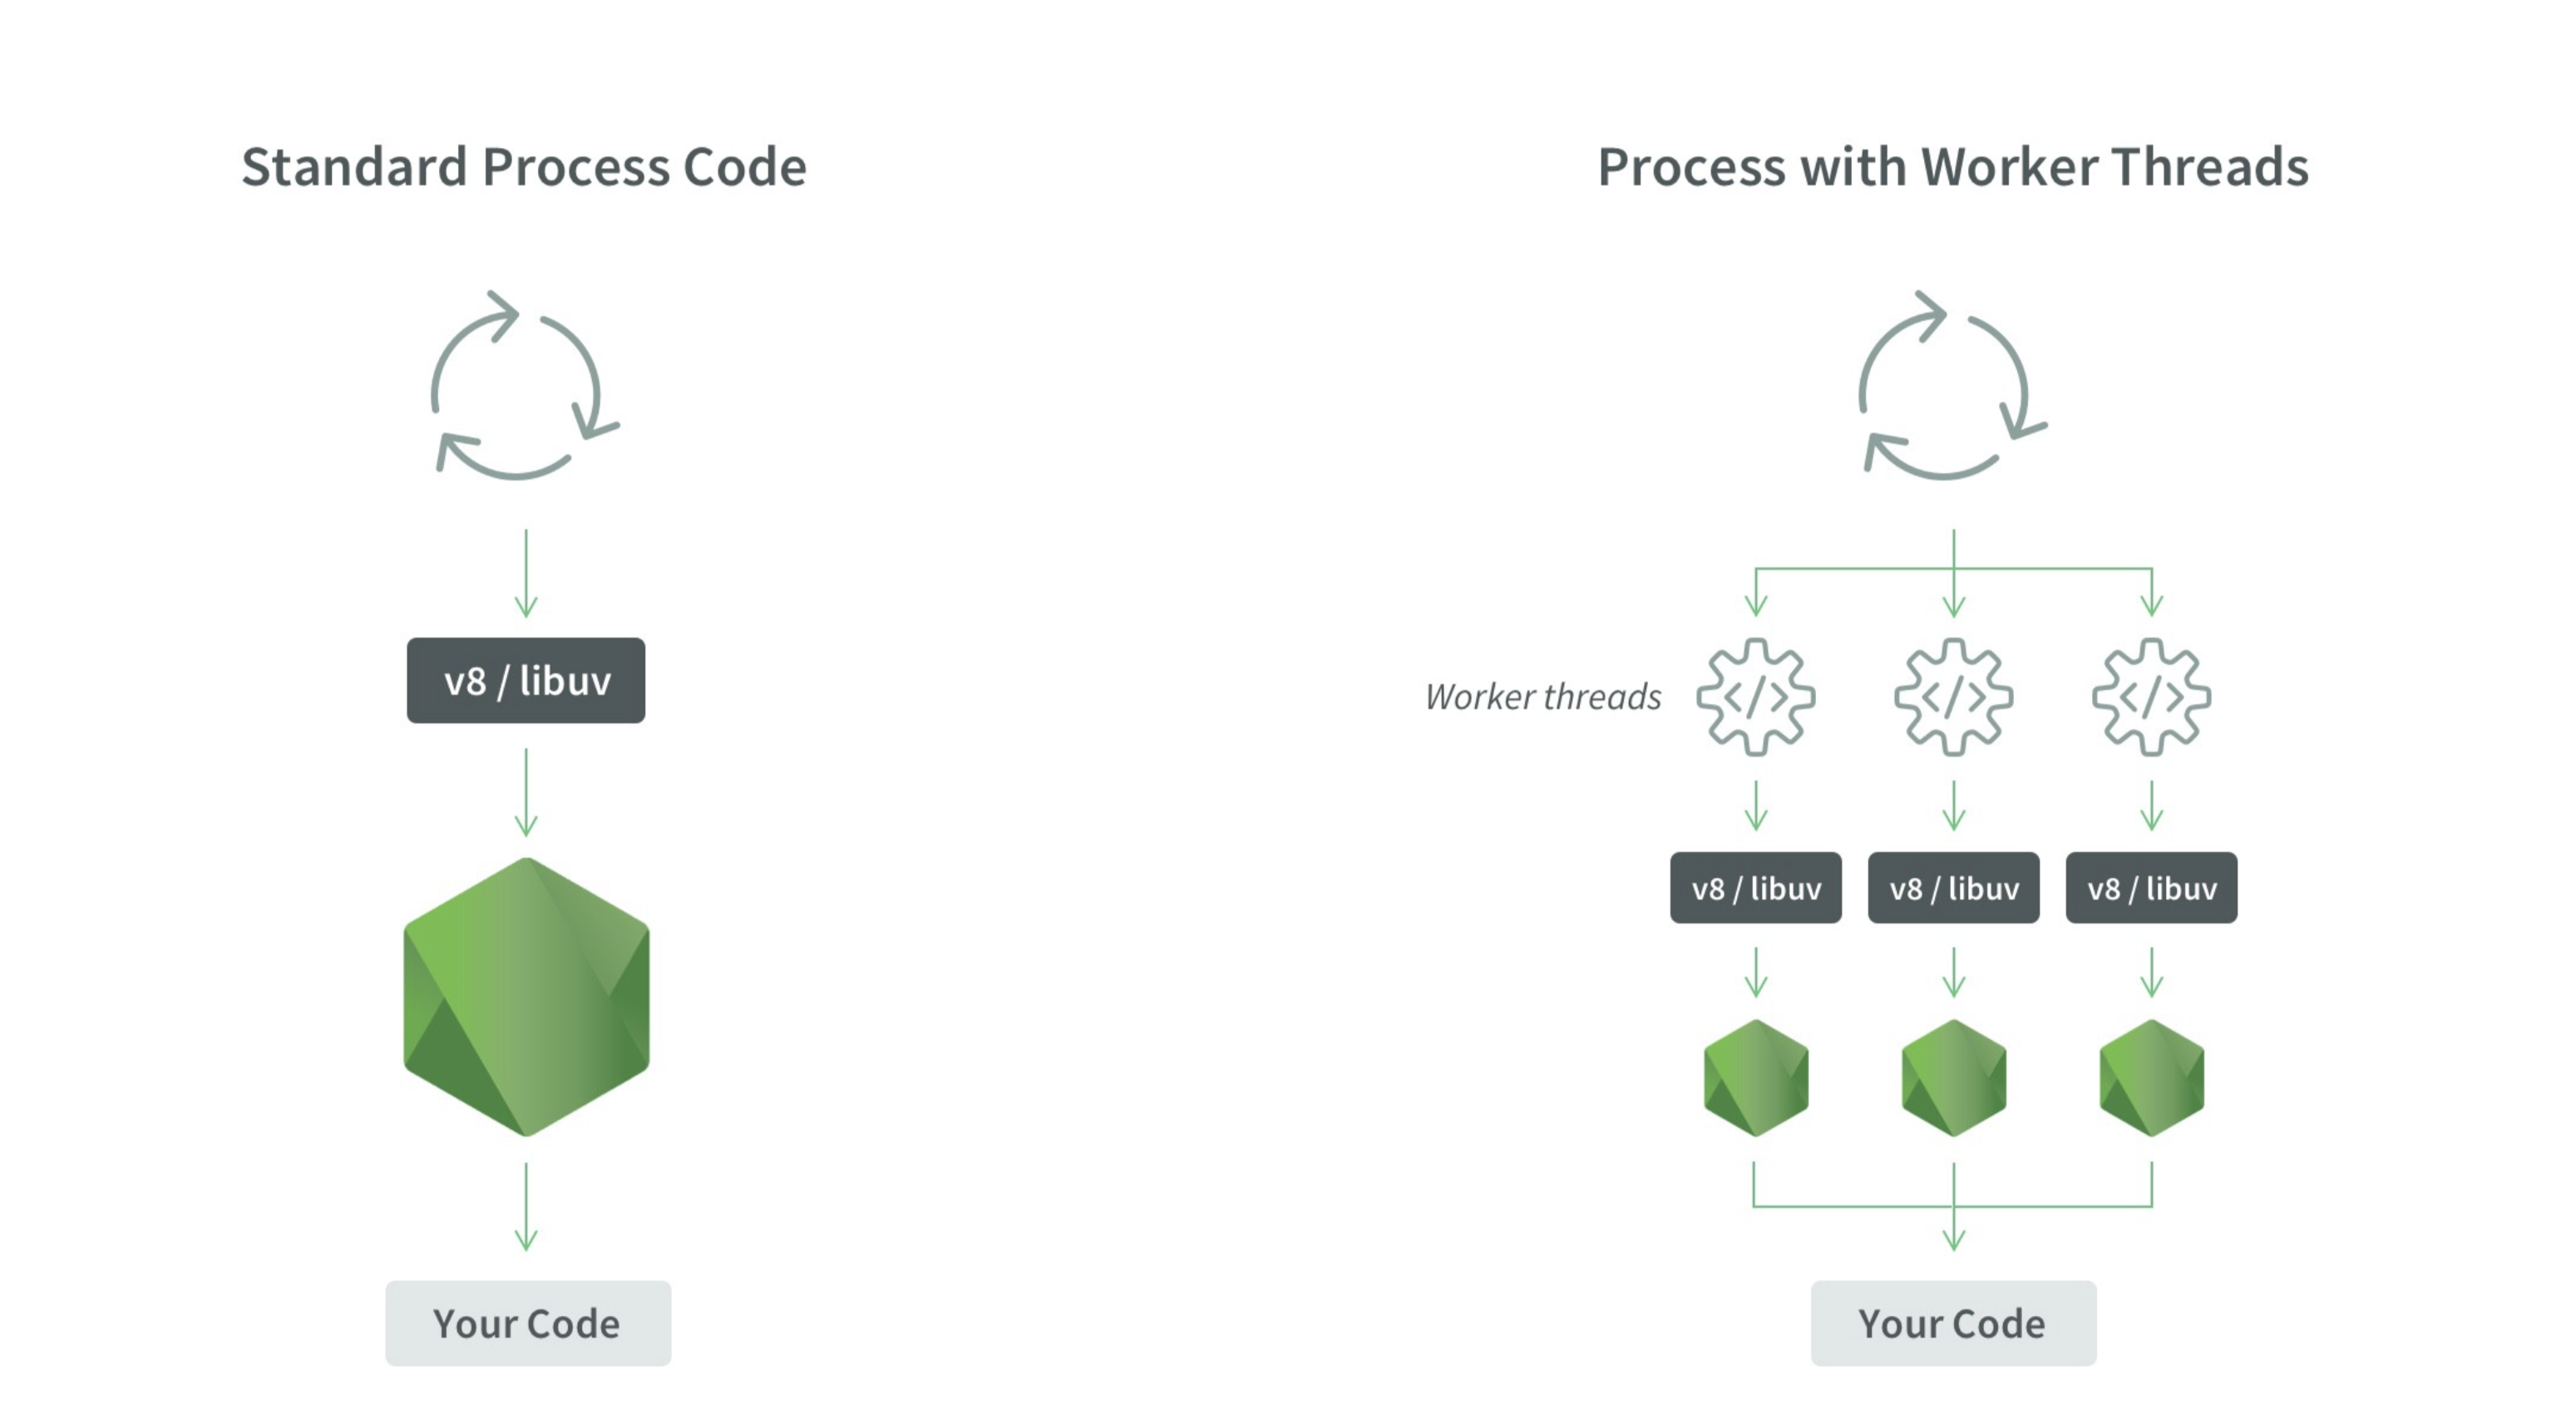 Standard Process Code
v8 / libuv
Your Code
Process with Worker Threads
Worker threads
</>
</>
</>
v8 / libuv
v8 / libuv
v8 / libuv
Your Code